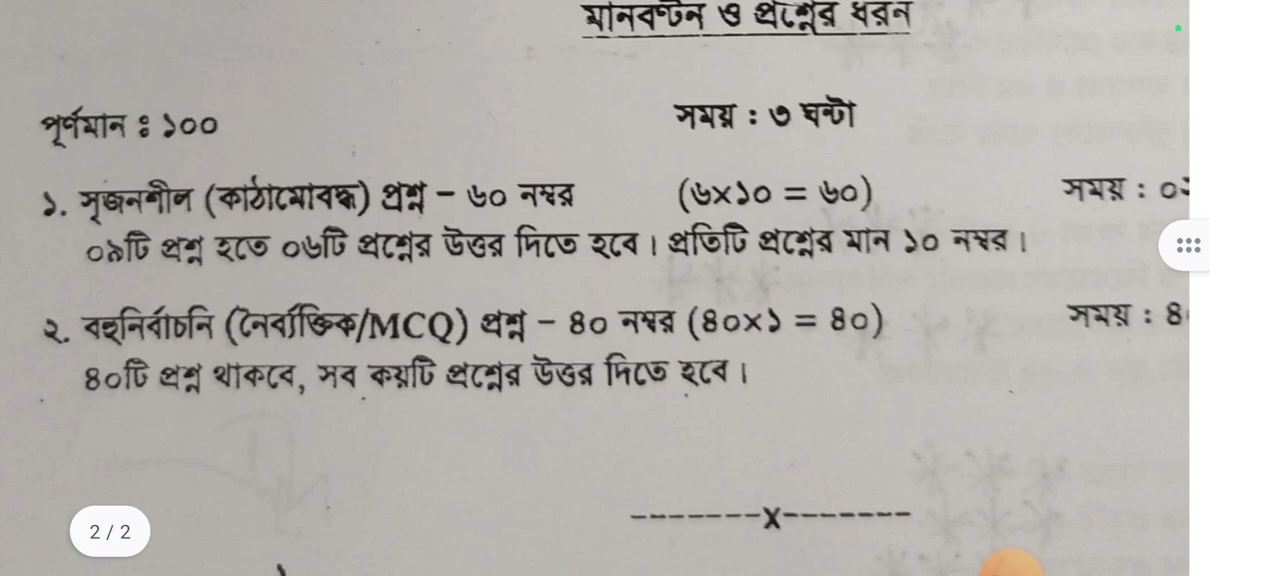 মানবণ্টন ও প্রশ্নের ধরন
পূর্ণমান : ১০০
সময় : ৩ ঘন্টা
১. সৃজনশীল (কাঠামোবদ্ধ) প্রশ্ন - ৬০ নম্বর (৬×১০ = ৬০) সময় :
০৯টি প্রশ্ন হতে ০৬টি প্রশ্নের উত্তর দিতে হবে। প্রতিটি প্রশ্নের মান ১০ নম্বর।
২. বহুনির্বাচনি (নৈর্ব্যক্তিক/MCQ) প্রশ্ন - ৪০ নম্বর (৪০×১ = ৪০) সময় :
৪০টি প্রশ্ন থাকবে, সব কয়টি প্রশ্নের উত্তর দিতে হবে।
-------x-------
2 / 2